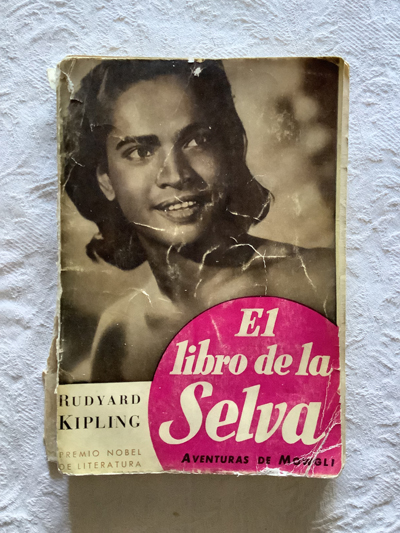 El
libro de la
Selva
AVENTURAS DE MOWGLI
RUDYARD
KIPLING
PREMIO NOBEL
DE LITERATURA